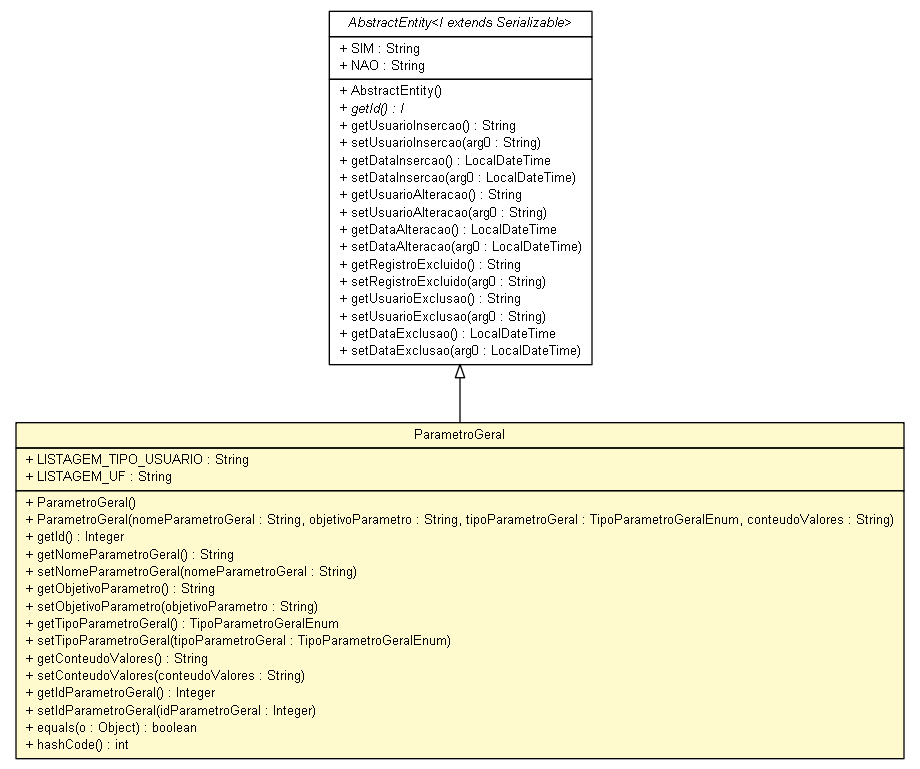 AbstractEntity<I extends Serializable>
+ SIM : String
+ NAO : String
+ AbstractEntity()
+ getId() : I
+ getUsuarioInsercao() : String
+ setUsuarioInsercao(arg0 : String)
+ getDataInsercao() : LocalDateTime
+ setDataInsercao(arg0 : LocalDateTime)
+ getUsuarioAlteracao() : String
+ setUsuarioAlteracao(arg0 : String)
+ getDataAlteracao() : LocalDateTime
+ setDataAlteracao(arg0 : LocalDateTime)
+ getRegistroExcluido() : String
+ setRegistroExcluido(arg0 : String)
+ getUsuarioExclusao() : String
+ setUsuarioExclusao(arg0 : String)
+ getDataExclusao() : LocalDateTime
+ setDataExclusao(arg0 : LocalDateTime)
ParametroGeral
+ LISTAGEM_TIPO_USUARIO : String
+ LISTAGEM_UF : String
+ ParametroGeral()
+ ParametroGeral(nomeParametroGeral : String, objetivoParametro : String, tipoParametroGeral : TipoParametroGeralEnum, conteudoValores : String)
+ getId() : Integer
+ getNomeParametroGeral() : String
+ setNomeParametroGeral(nomeParametroGeral : String)
+ getObjetivoParametro() : String
+ setObjetivoParametro(objetivoParametro : String)
+ getTipoParametroGeral() : TipoParametroGeralEnum
+ setTipoParametroGeral(tipoParametroGeral : TipoParametroGeralEnum)
+ getConteudoValores() : String
+ setConteudoValores(conteudoValores : String)
+ getIdParametroGeral() : Integer
+ setIdParametroGeral(idParametroGeral : Integer)
+ equals(o : Object) : boolean
+ hashCode() : int